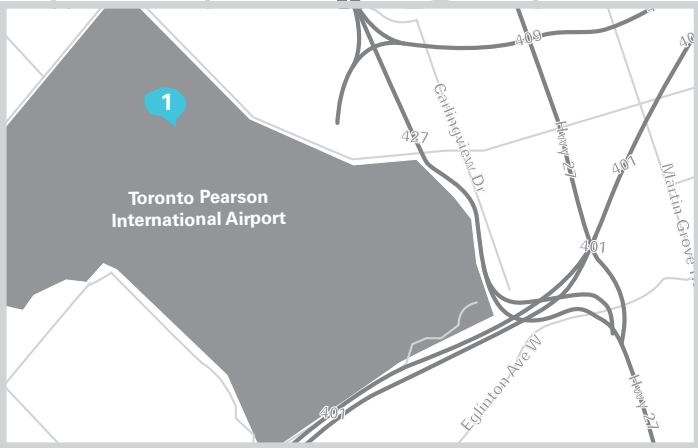 409
40
1
Carlingview Dr
427
Hwy 27
401
Martin Grove
Toronto Pearson
International Airport
401
Eglinton Ave W
Hwy 27
401